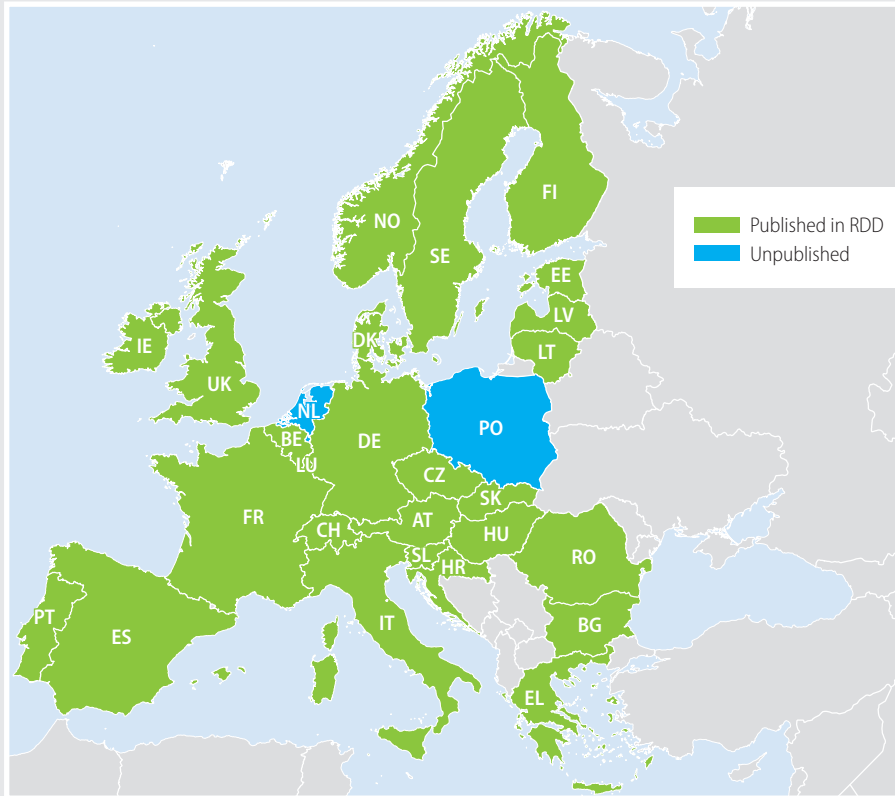 FI
NO
SE
Published in RDD
Unpublished
EE
LV
LT
DK
IE
UK
NL
PO
BE
DE
LU
CZ
SK
FR
AT
CH
HU
SL
HR
RO
IT
BG
PT
ES
EL